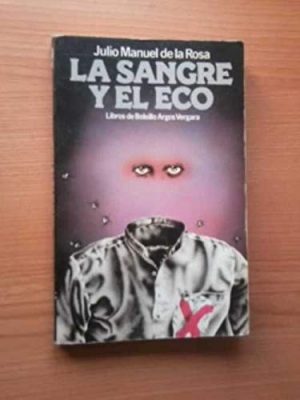 Julio Manuel de la Rosa
LA SANGRE
Y EL ECO
Libros de Bolsillo Argos Vergara